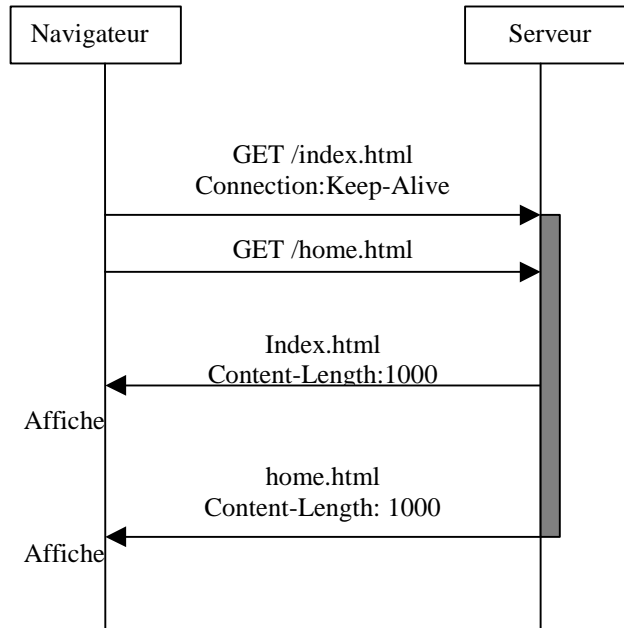 Navigateur
Serveur
GET /index.html
Connection:Keep-Alive
GET /home.html
Index.html
Content-Length:1000
Affiche
home.html
Content-Length: 1000
Affiche